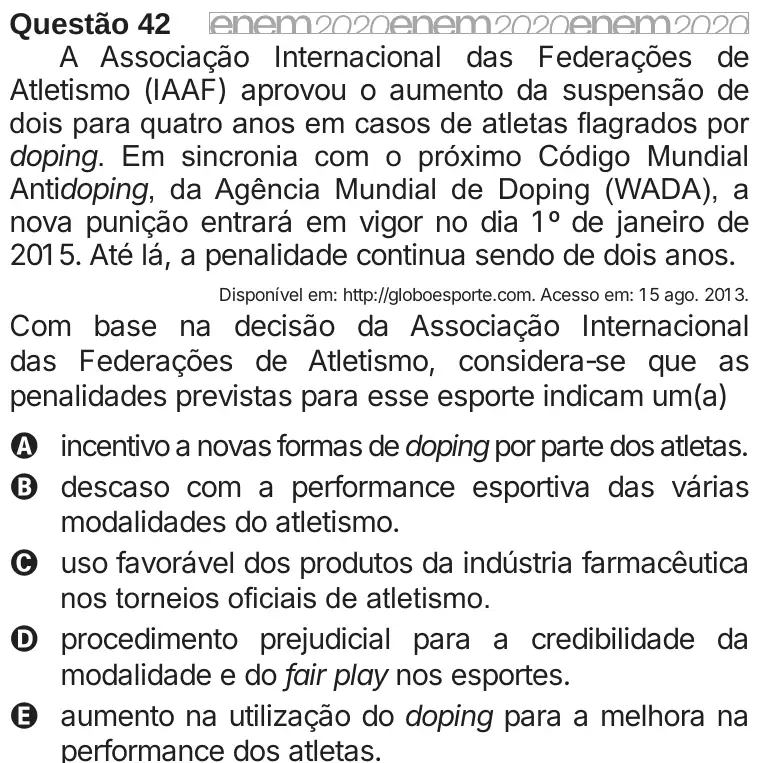 Questão 42 enem2020enem2020enem2020
A Associação Internacional das Federações de
Atletismo (IAAF) aprovou o aumento da suspensão de
dois para quatro anos em casos de atletas flagrados por
doping. Em sincronia com o próximo Código Mundial
Antidoping, da Agência Mundial de Doping (WADA), a
nova punição entrará em vigor no dia 1º de janeiro de
2015. Até lá, a penalidade continua sendo de dois anos.
Disponível em: http://globoesporte.com. Acesso em: 15 ago. 2013.
Com base na decisão da Associação Internacional
das Federações de Atletismo, considera-se que as
penalidades previstas para esse esporte indicam um(a)
A incentivo a novas formas de doping por parte dos atletas.
B descaso com a performance esportiva das várias
modalidades do atletismo.
C uso favorável dos produtos da indústria farmacêutica
nos torneios oficiais de atletismo.
D procedimento prejudicial para a credibilidade da
modalidade e do fair play nos esportes.
E aumento na utilização do doping para a melhora na
performance dos atletas.